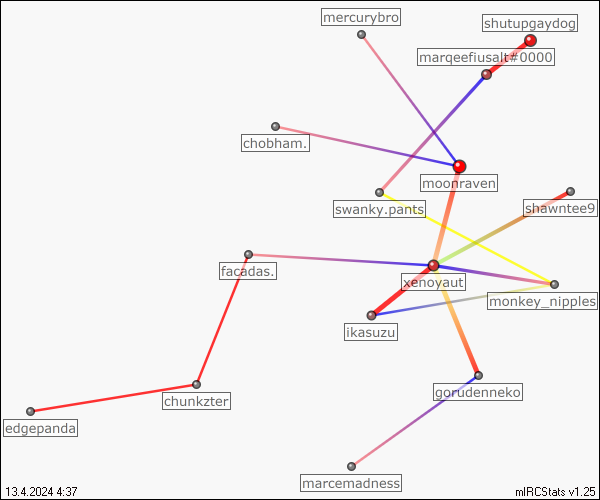 mercurybro
shutupgaydog
marqeefiusalt#0000
chobham.
moonraven
swanky.pants
shawntee9
facadas.
xenoyaut
monkey_nipples
ikasuzu
gorudenneko
chunkzter
edgepanda
marcemadness
13.4.2024 4:37
mIRCStats v1.25